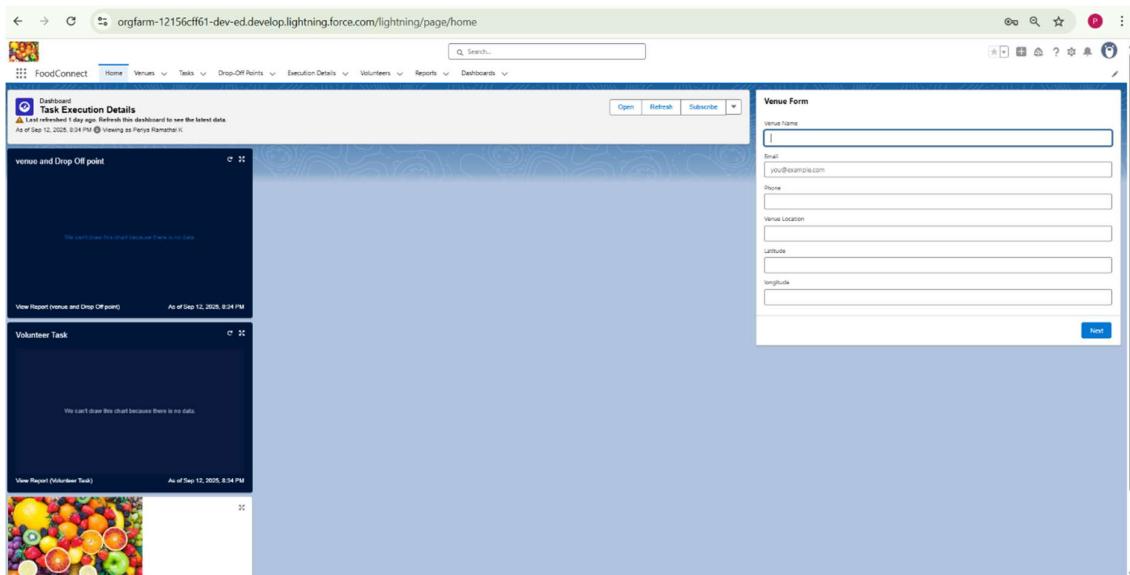 orgfarm-12156cff61-dev-ed.develop.lightning.force.com/lightning/page/home
P
Search...
FoodConnect Home Venues Tasks Drop-Off Points Execution Details Volunteers Reports Dashboards
Dashboard
Task Execution Details
Last refreshed 1 day ago. Refresh this dashboard to see the latest data.
As of Sep 12, 2025, 8:34 PM Viewing as Periya Ramathal K
Open Refresh Subscribe
venue and Drop Off point
We can't draw this chart because there is no data.
View Report (venue and Drop Off point) As of Sep 12, 2025, 8:34 PM
Volunteer Task
We can't draw this chart because there is no data.
View Report (Volunteer Task) As of Sep 12, 2025, 8:34 PM
Venue Form
Venue Name
Email
you@example.com
Phone
Venue Location
Latitude
longitude
Next